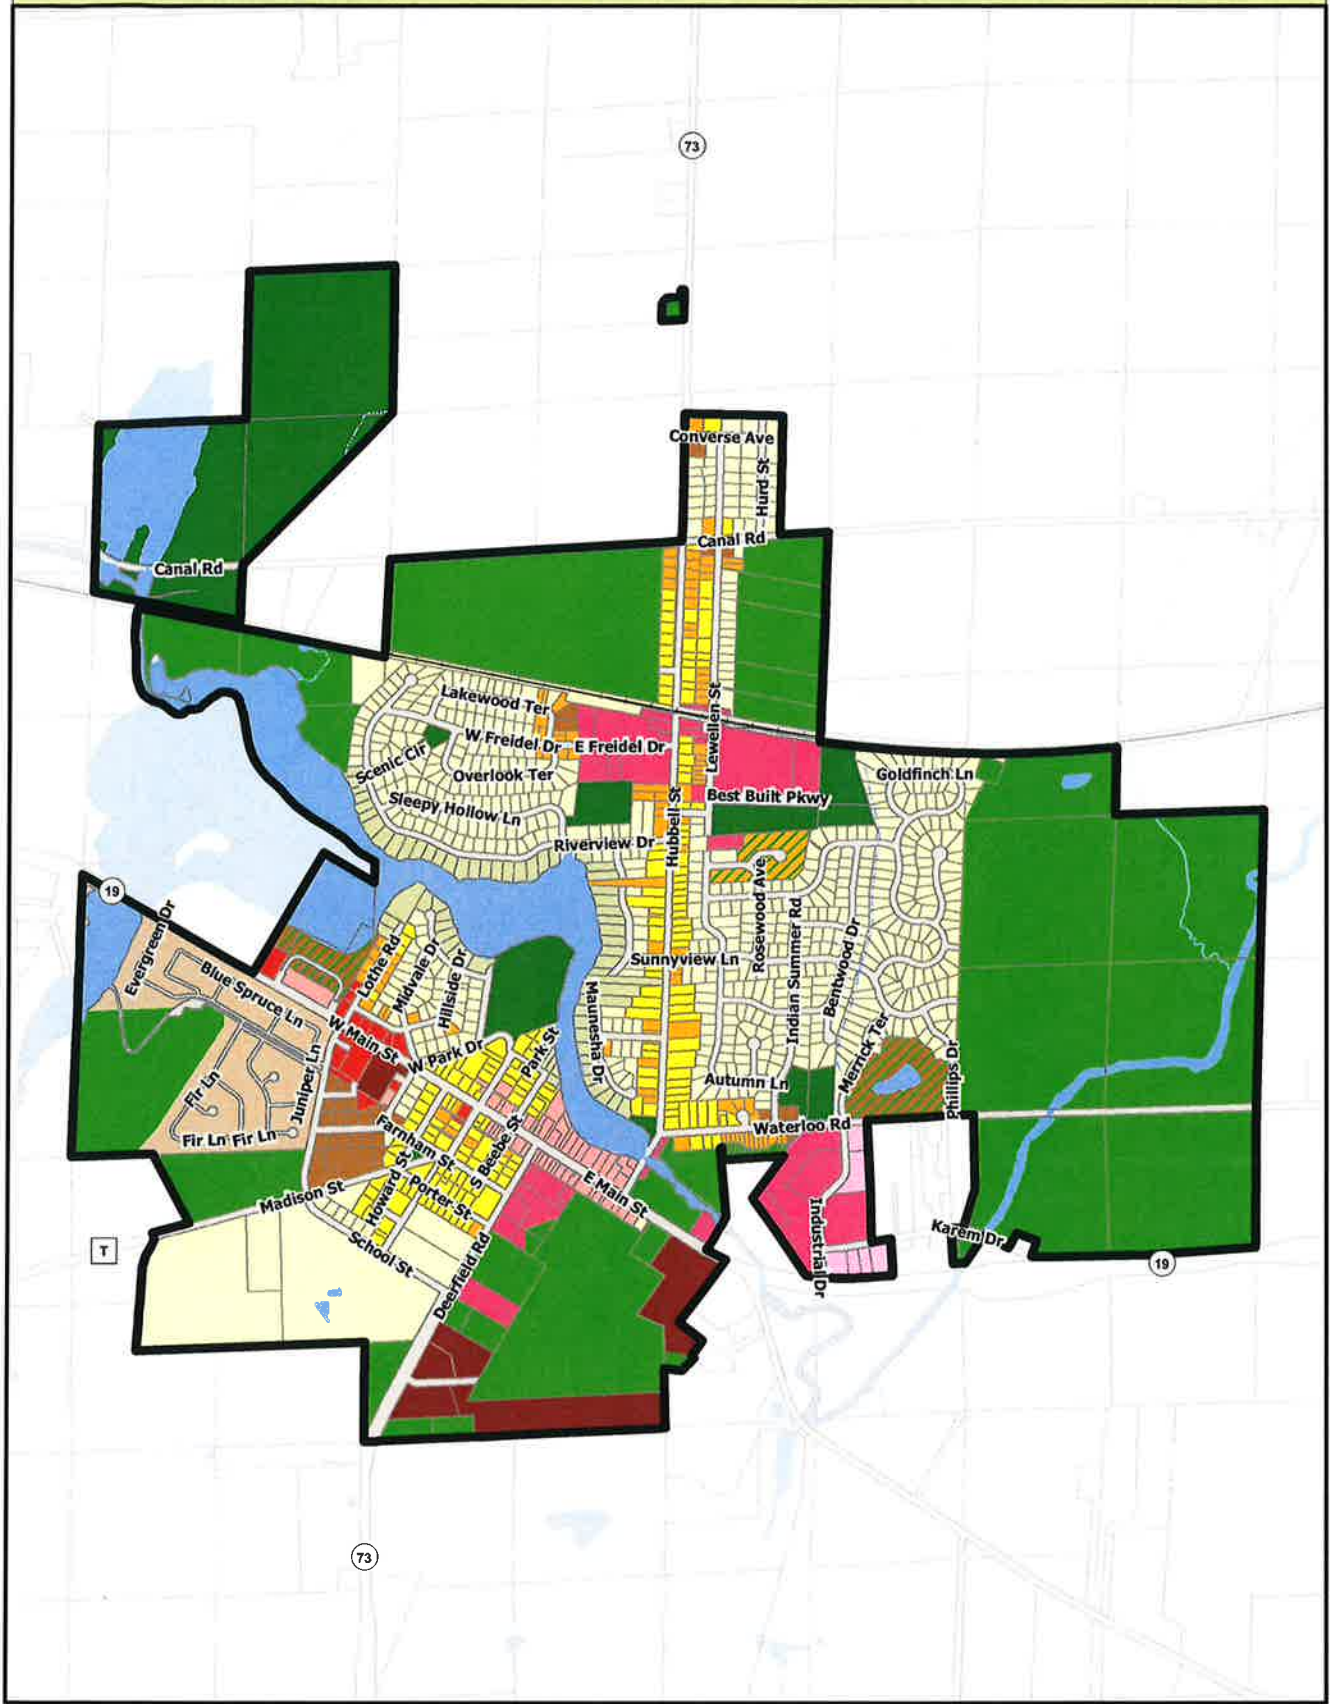 73
Converse Ave
Hurd St
Canal Rd
Canal Rd
Lakewood Ter
Lewellen St
W Freidel Dr
E Freidel Dr
Scenic Cir
Overlook Ter
Goldfinch Ln
Best Built Pkwy
Sleepy Hollow Ln
Hubbell St
Riverview Dr
19
Evergreen Dr
Rosewood Ave
Indian Summer Rd
Bentwood Dr
Lothe Rd
Midvale Dr
Hillside Dr
Sunnyview Ln
Blue Spruce Ln
Maunesha Dr
W Main St
Park St
W Park Dr
Merrick Ter
Phillips Dr
Juniper Ln
Fir Ln
Autumn Ln
Fir Ln
Fir Ln
Waterloo Rd
Farnham St
S Beebe St
Howard St
Porter St
E Main St
Madison St
Industrial Dr
Karem Dr
T
School St
Deerfield Rd
19
73